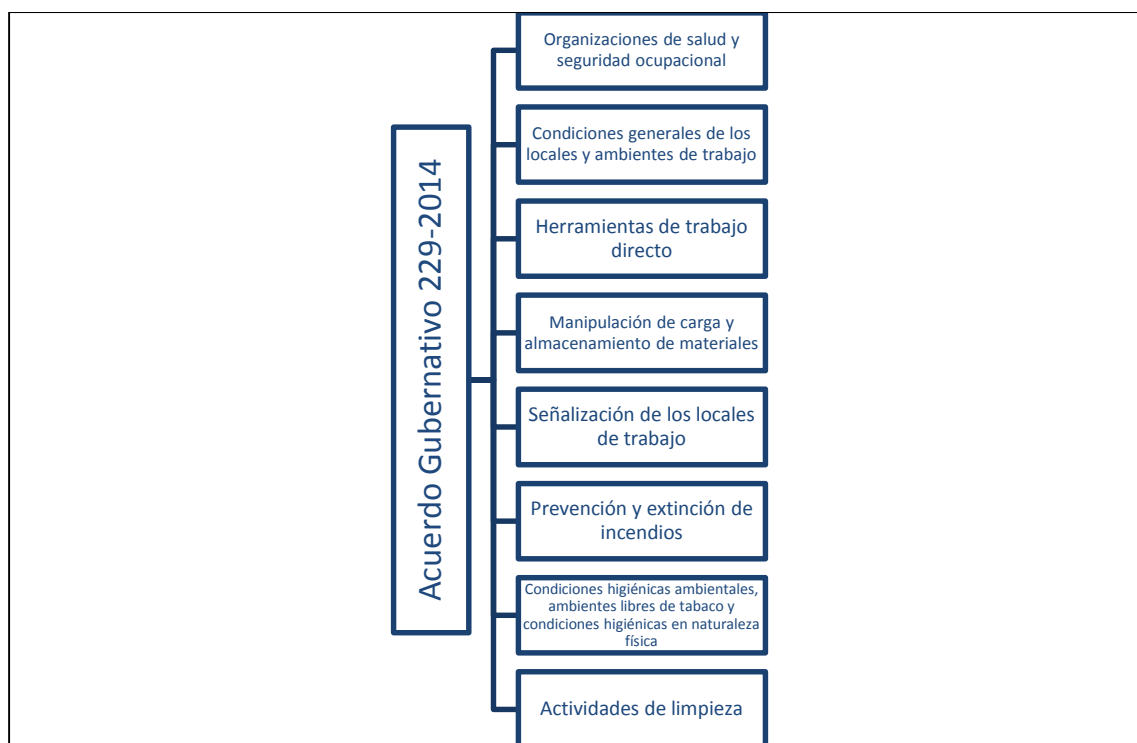 Acuerdo Gubernativo 229-2014
Organizaciones de salud y
seguridad ocupacional
Condiciones generales de los
locales y ambientes de trabajo
Herramientas de trabajo
directo
Manipulación de carga y
almacenamiento de materiales
Señalización de los locales
de trabajo
Prevención y extinción de
incendios
Condiciones higiénicas ambientales,
ambientes libres de tabaco y
condiciones higiénicas en naturaleza
física
Actividades de limpieza